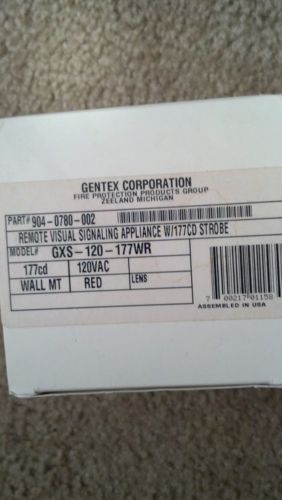 GENTEX CORPORATION
FIRE PROTECTION PRODUCTS GROUP
ZEELAND MICHIGAN
PART# 904-0780-002
REMOTE VISUAL SIGNALING APPLIANCE W/177CD STROBE
MODEL# GXS-120-177WR
177cd 120VAC LENS
WALL MT RED
7 00217 01158
ASSEMBLED IN USA